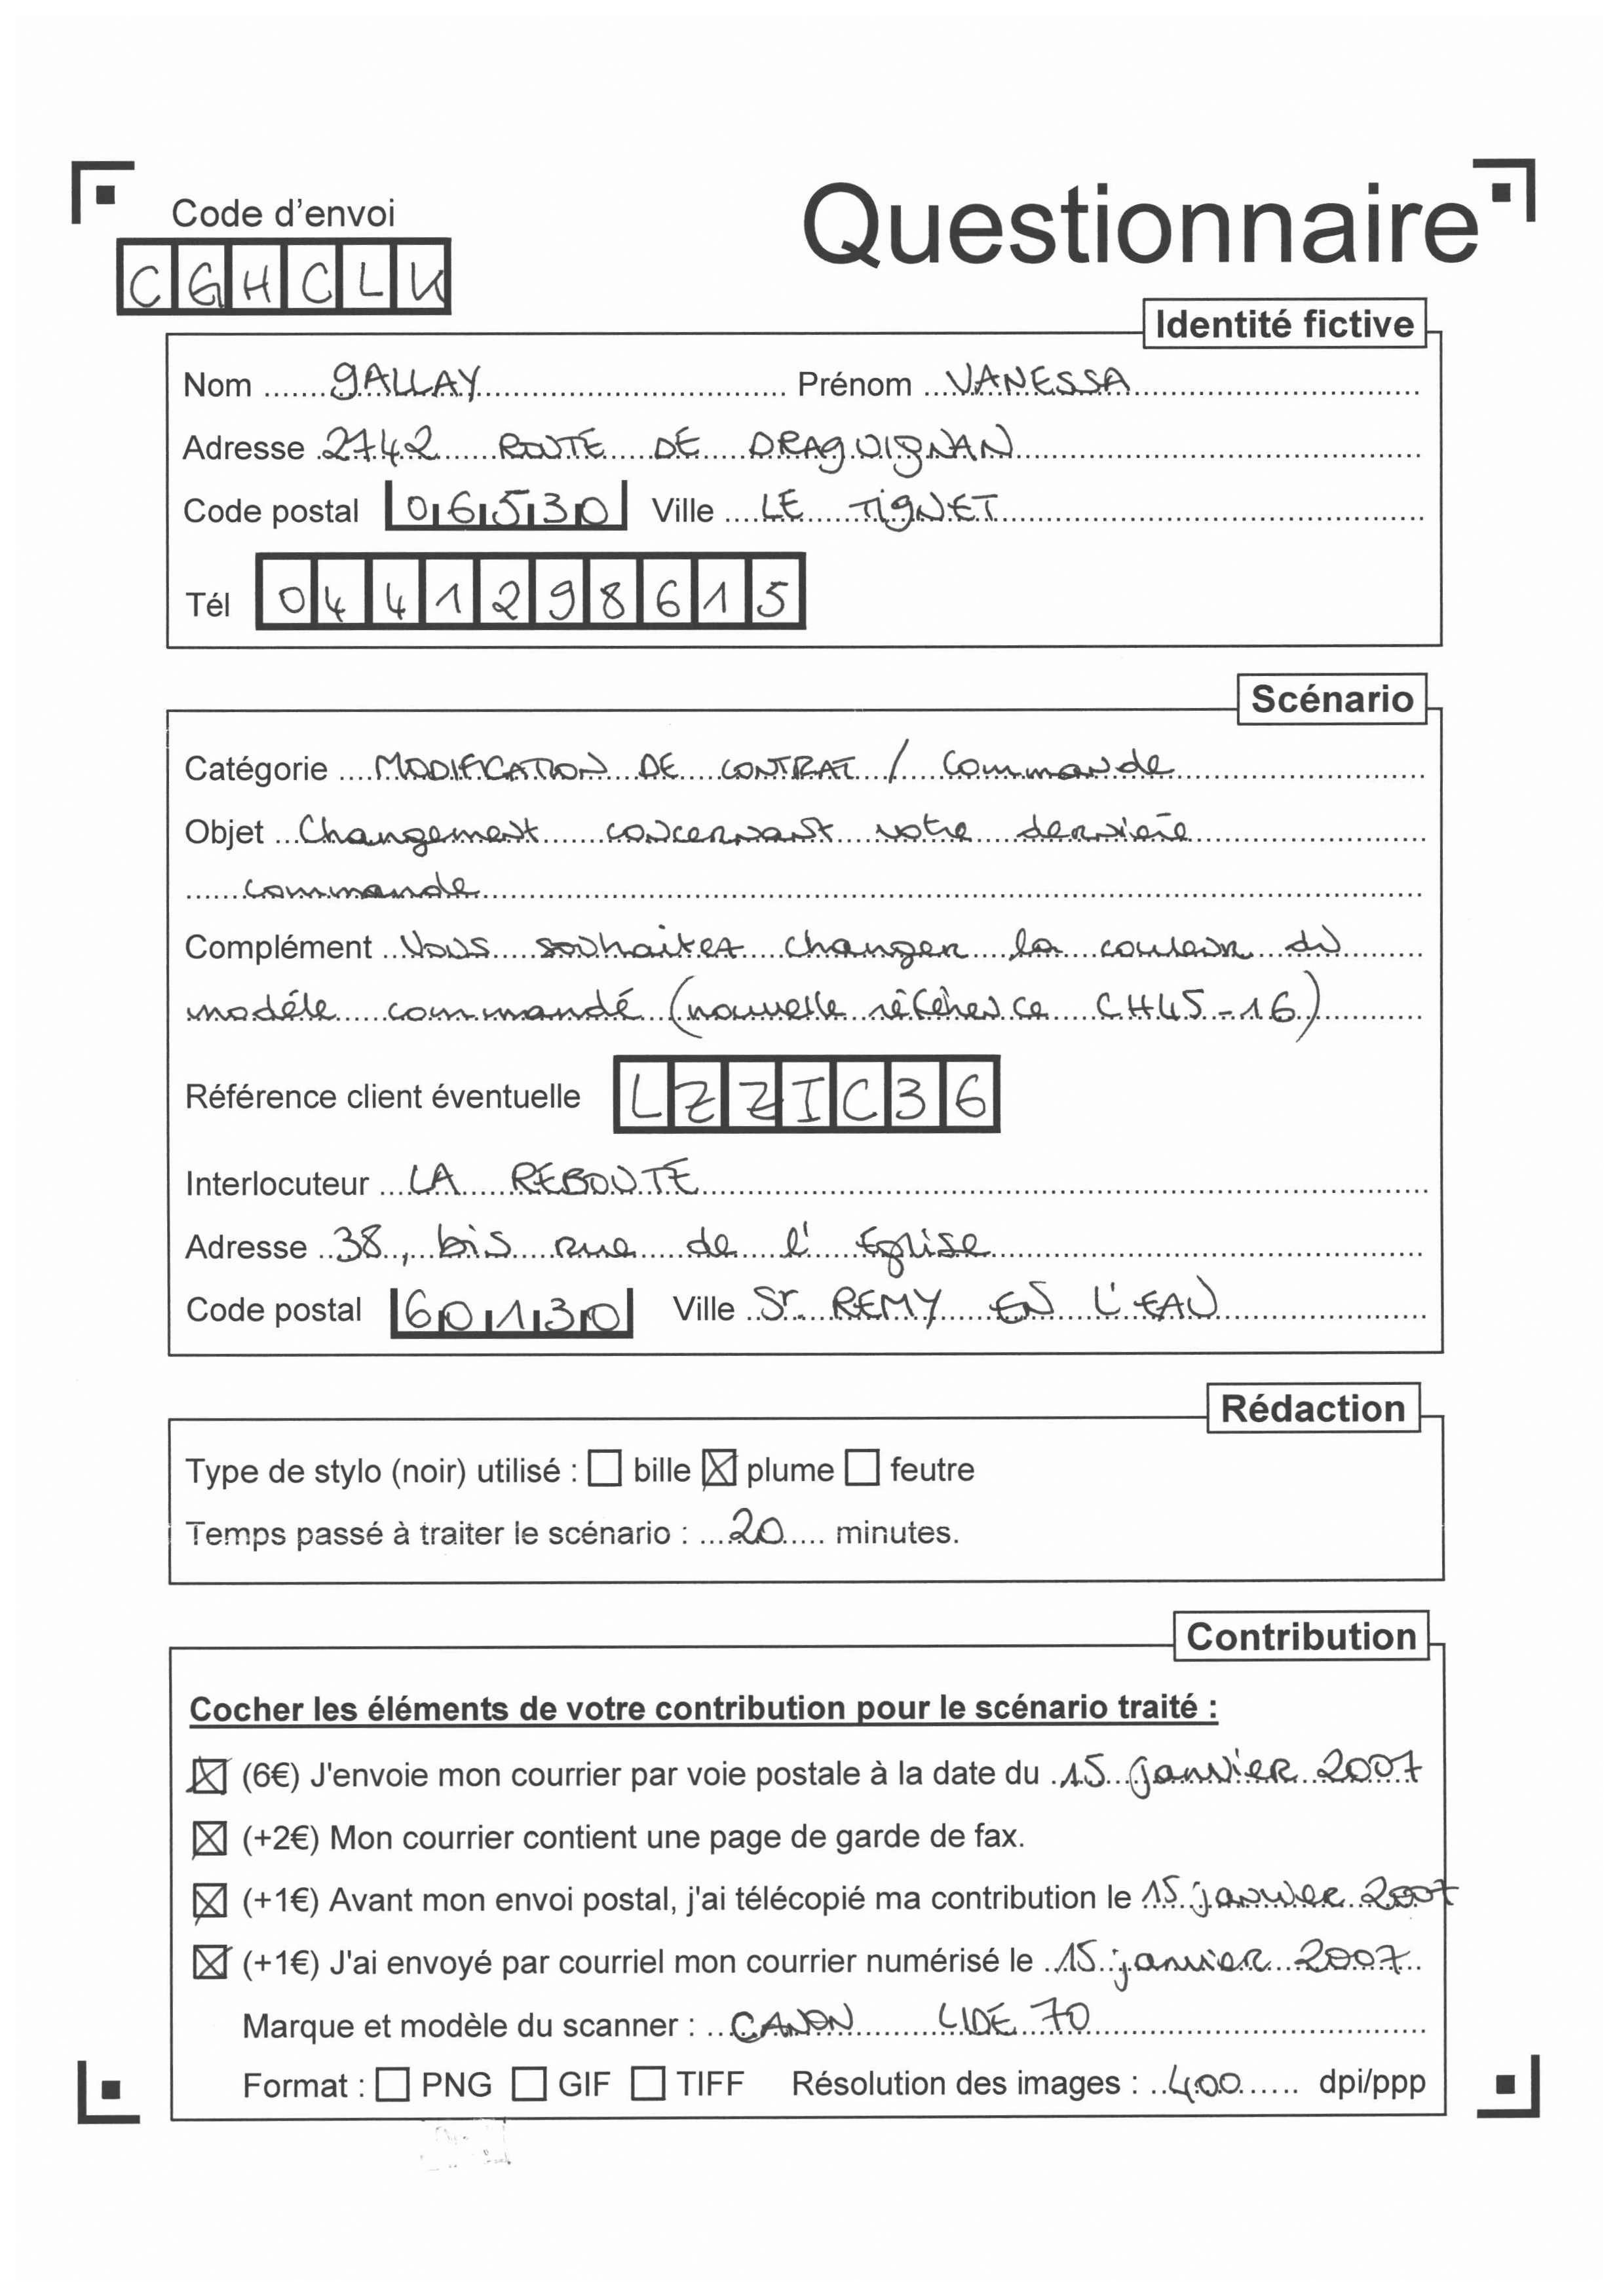 Code d'envoi
Questionnaire
CGHCLK
Identité fictive
Nom GALLAY Prénom VANESSA
Adresse 2742 ROUTE DE DRAGUIGNAN
Code postal 06530 Ville LE TIGNET
Tél 0441298615
Scénario
Catégorie MODIFICATION DE CONTRAT / Commande
Objet Changement concernant votre dernière
commande
Complément Vous souhaitez changer la couleur du
modéle commandé (nouvelle référence CH45-16)
Référence client éventuelle LZZIC36
Interlocuteur LA REBOUTE
Adresse 38, bis rue de l'Eglise
Code postal 60130 Ville ST. REMY EN L'EAU
Rédaction
Type de stylo (noir) utilisé : bille plume feutre
Temps passé à traiter le scénario : 20 minutes.
Contribution
Cocher les éléments de votre contribution pour le scénario traité :
(6€) J'envoie mon courrier par voie postale à la date du 15 janvier 2007
(+2€) Mon courrier contient une page de garde de fax.
(+1€) Avant mon envoi postal, j'ai télécopié ma contribution le 15 janvier 2007
(+1€) J'ai envoyé par courriel mon courrier numérisé le 15 janvier 2007
Marque et modèle du scanner : CANON LIDE 70
Format : PNG GIF TIFF Résolution des images : 400 dpi/ppp